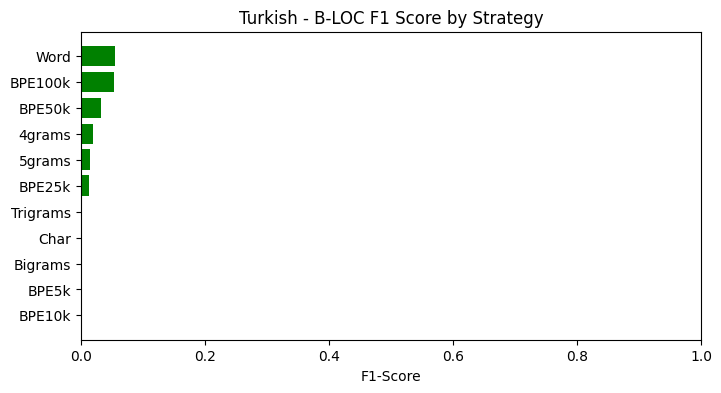 Turkish - B-LOC F1 Score by Strategy
Word
BPE100k
BPE50k
4grams
5grams
BPE25k
Trigrams
Char
Bigrams
BPE5k
BPE10k
0.0 0.2 0.4 0.6 0.8 1.0
F1-Score